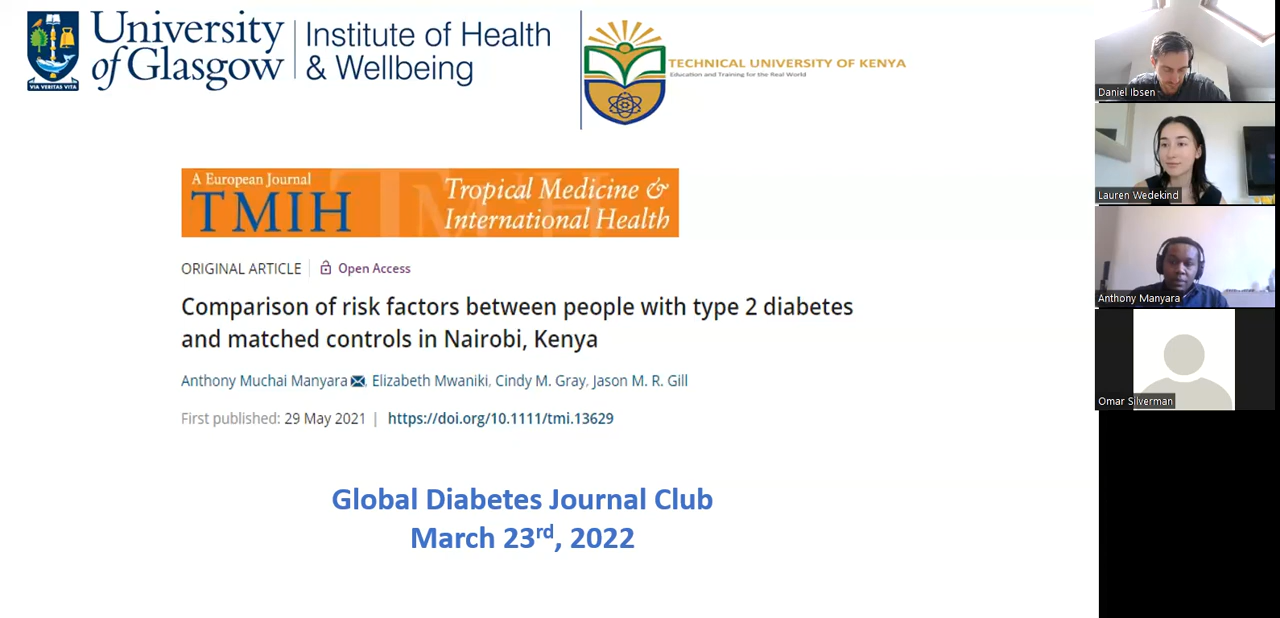 University
of Glasgow
VIA VERITAS VITA
Institute of Health
& Wellbeing
TECHNICAL UNIVERSITY OF KENYA
Education and Training for the Real World
A European Journal
TMIH
Tropical Medicine &
International Health
ORIGINAL ARTICLE
Open Access
Comparison of risk factors between people with type 2 diabetes
and matched controls in Nairobi, Kenya
Anthony Muchai Manyara, Elizabeth Mwaniki, Cindy M. Gray, Jason M. R. Gill
First published: 29 May 2021 | https://doi.org/10.1111/tmi.13629
Global Diabetes Journal Club
March 23rd, 2022
Daniel Ibsen
Lauren Wedekind
Anthony Manyara
Omar Silverman